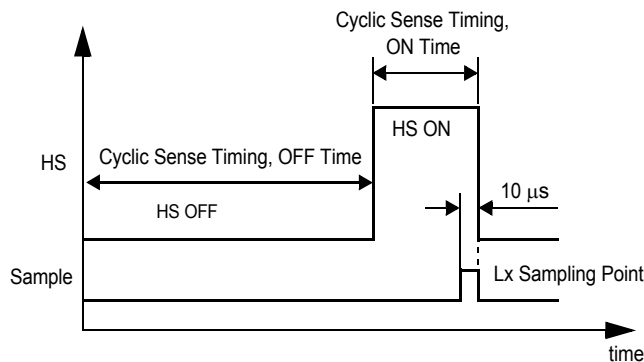 Cyclic Sense Timing,
ON Time
HS ON
HS
Cyclic Sense Timing, OFF Time
10 μs
HS OFF
Sample
Lx Sampling Point
time